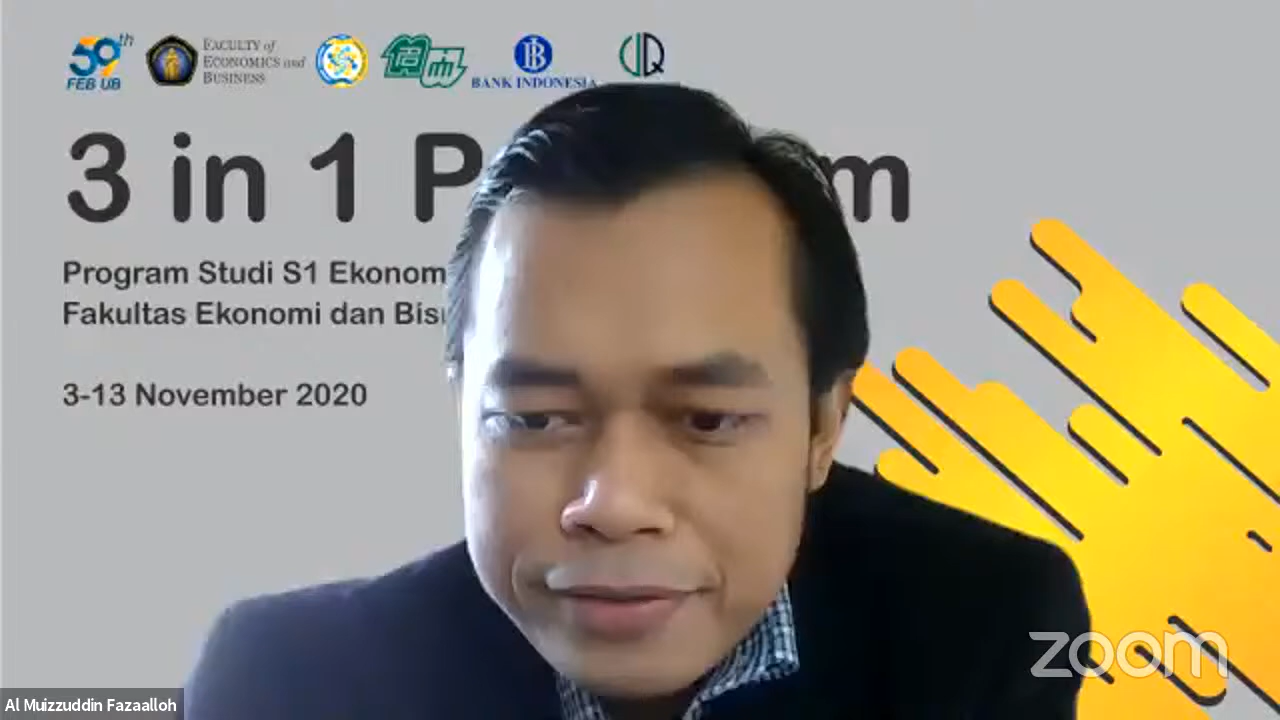 59th
FEB UB
FACULTY of
ECONOMICS and
BUSINESS
BANK INDONESIA
3 in 1 P m
Program Studi S1 Ekonom
Fakultas Ekonomi dan Bis
3-13 November 2020
zoom
Al Muizzuddin Fazaalloh